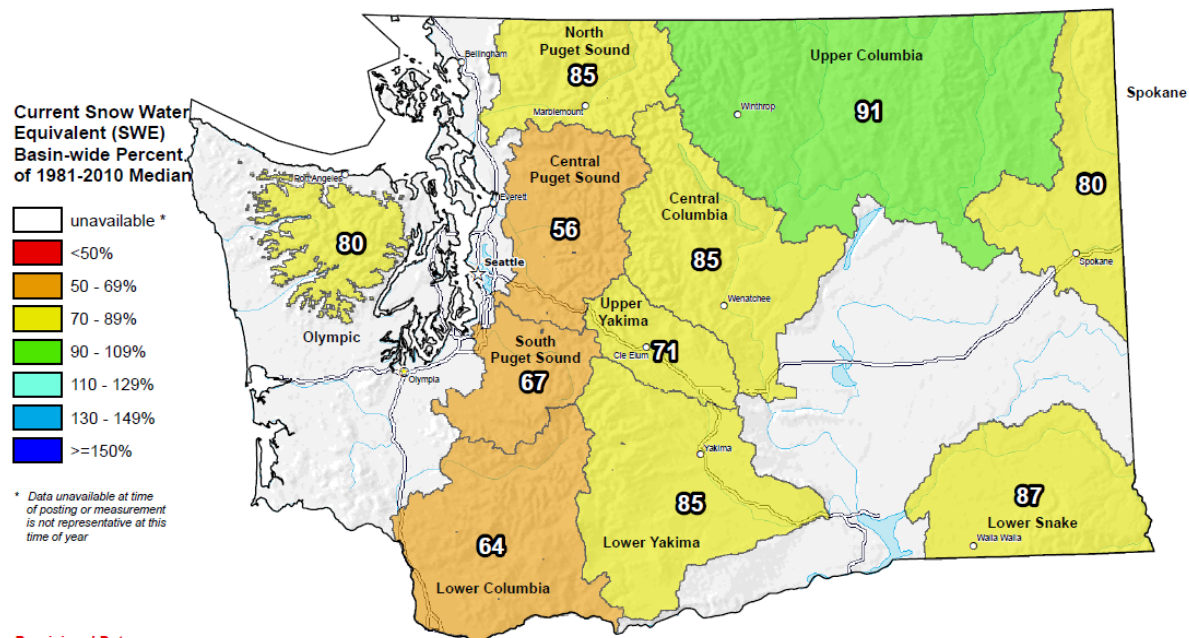 Current Snow Water
Equivalent (SWE)
Basin-wide Percent
of 1981-2010 Median
unavailable *
<50%
50 - 69%
70 - 89%
90 - 109%
110 - 129%
130 - 149%
>=150%
* Data unavailable at time
of posting or measurement
is not representative at this
time of year
North
Puget Sound
85
Marblemount
Bellingham
Upper Columbia
Winthrop
91
Spokane
80
Spokane
Port Angeles
80
Olympic
Everett
Seattle
Olympia
Central
Puget Sound
56
Central
Columbia
85
Wenatchee
Upper
Yakima
Cle Elum
71
South
Puget Sound
67
Yakima
85
Lower Yakima
64
Lower Columbia
87
Lower Snake
Walla Walla